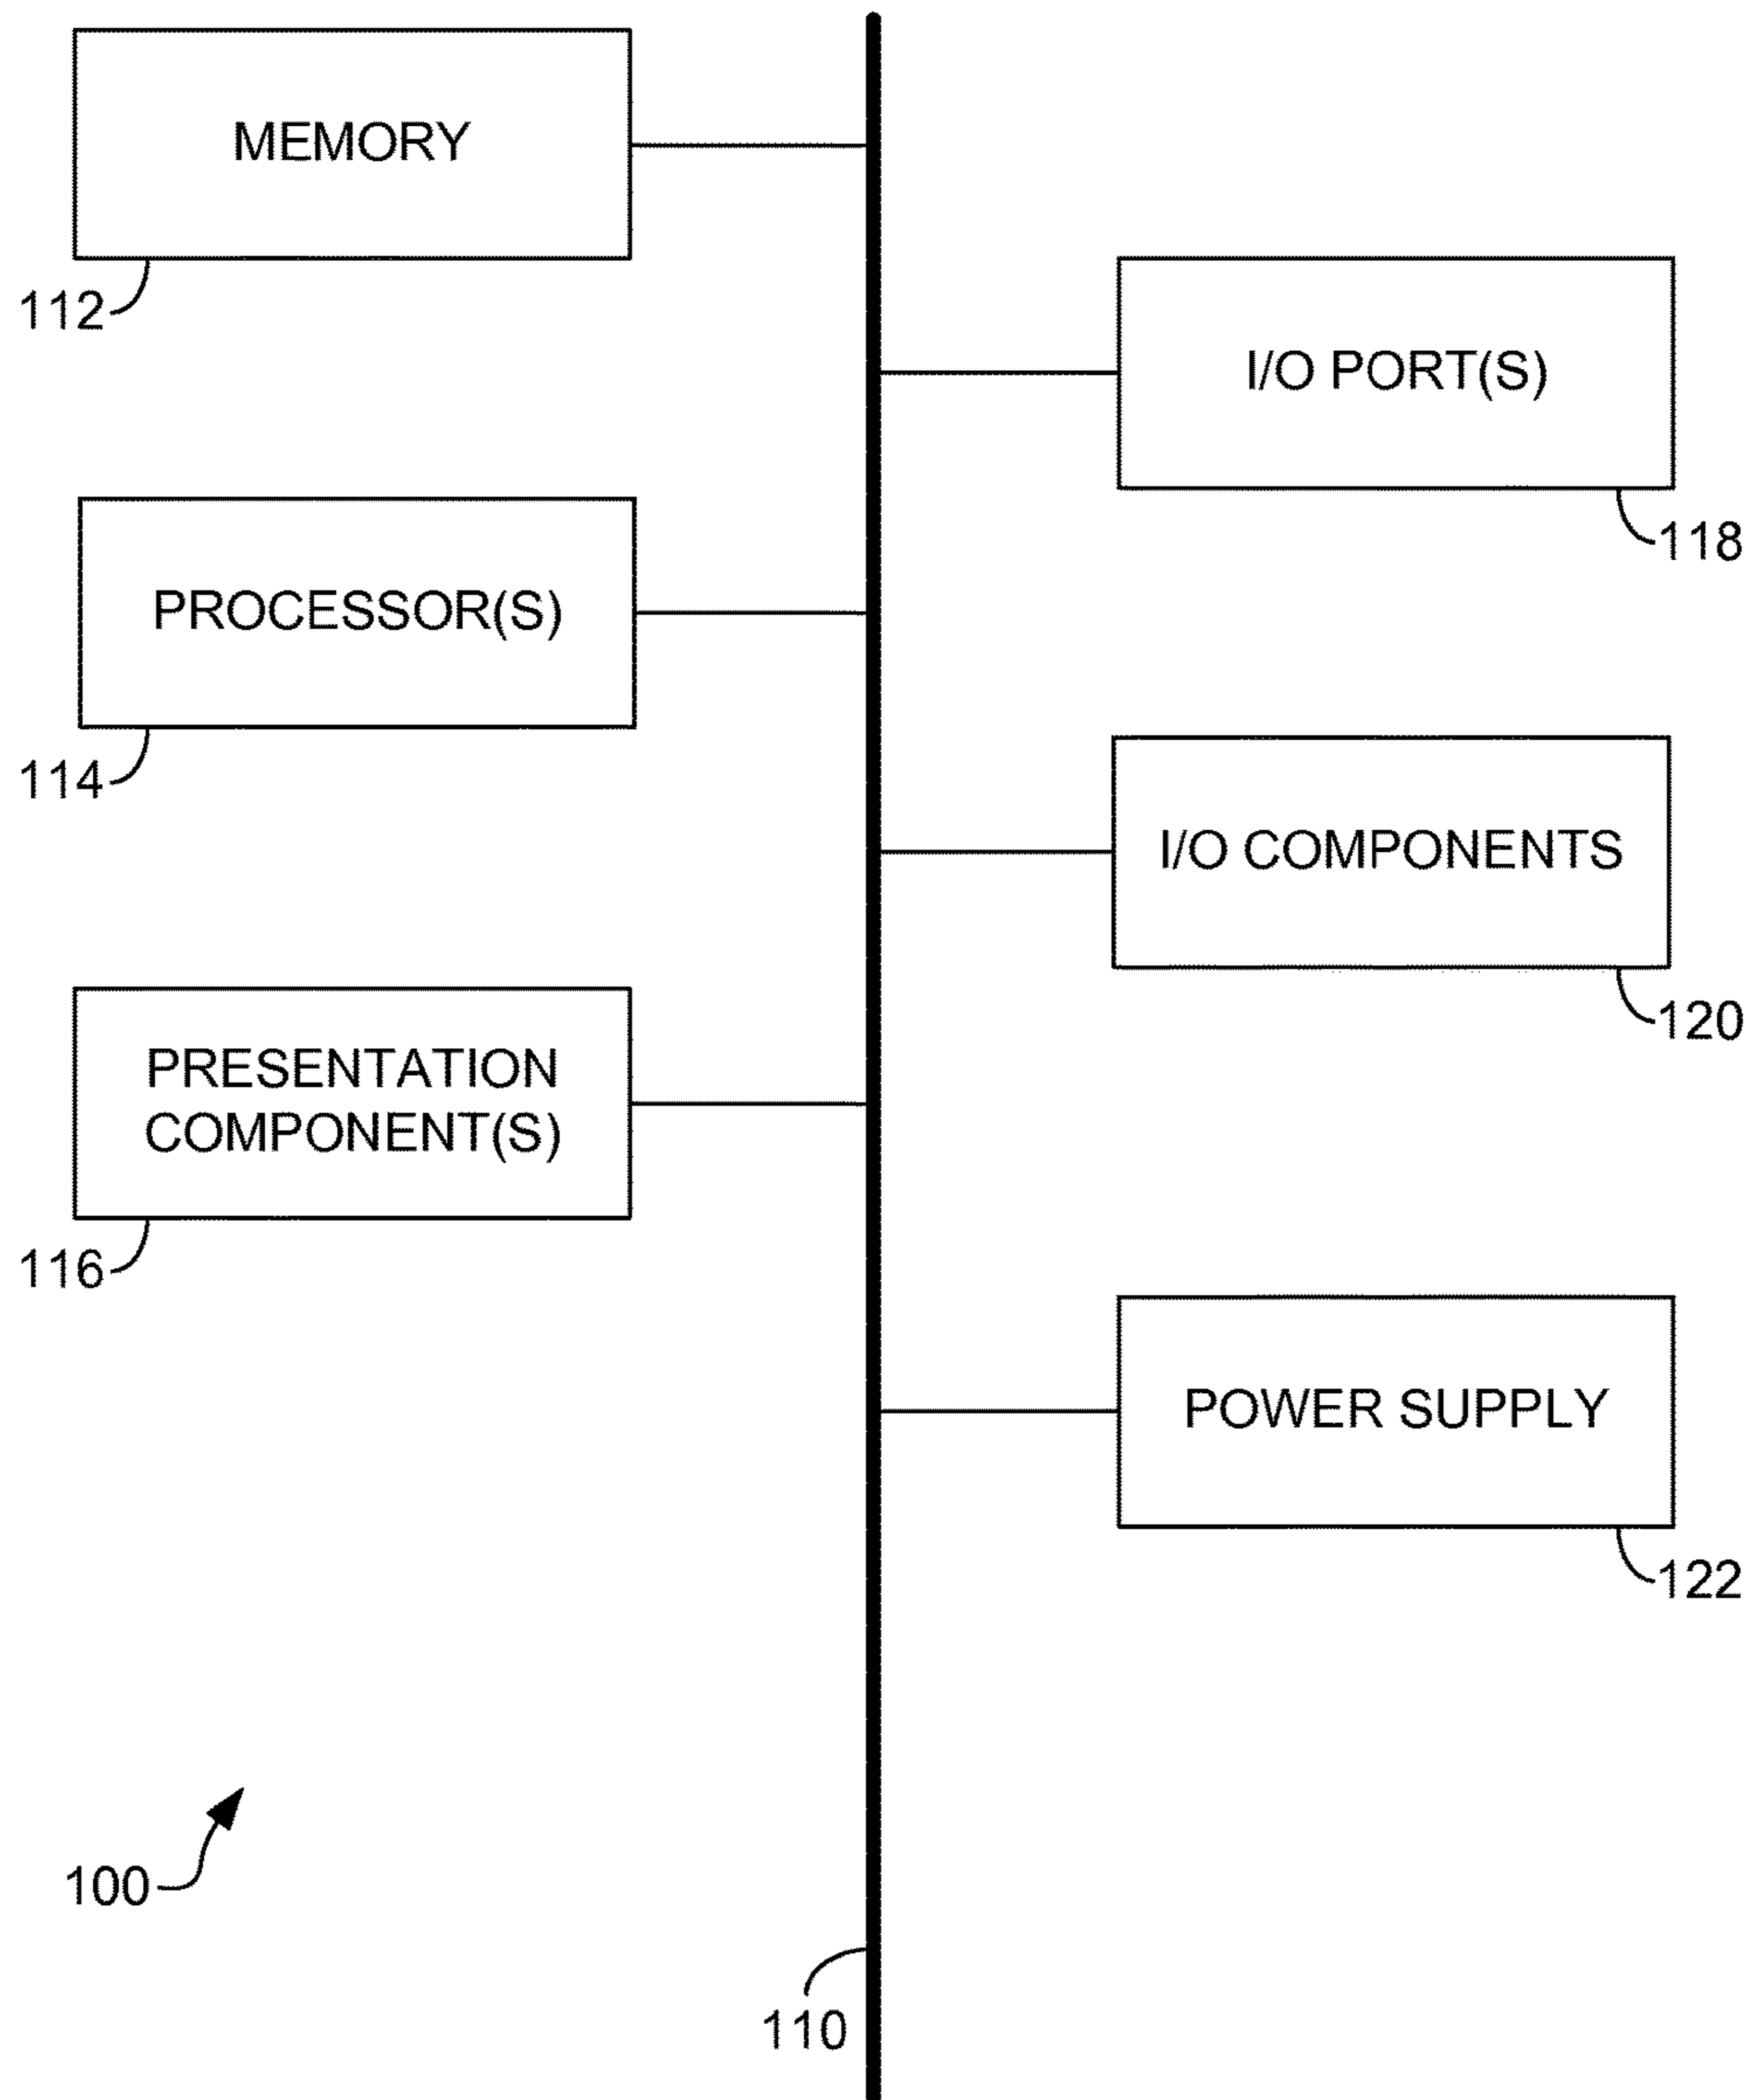 MEMORY
112
I/O PORT(S)
118
PROCESSOR(S)
114
I/O COMPONENTS
120
PRESENTATION
COMPONENT(S)
116
POWER SUPPLY
122
100
110